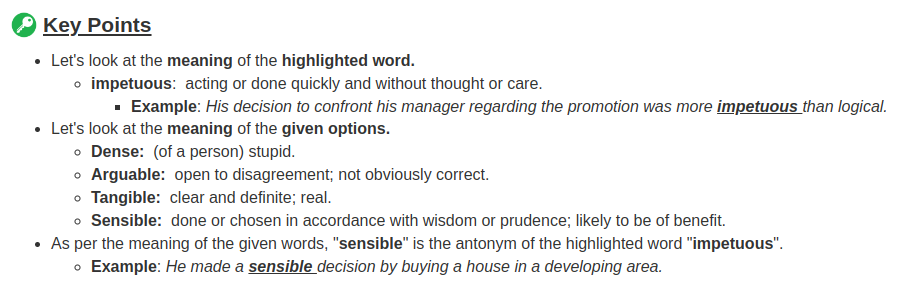 Key Points
Let's look at the meaning of the highlighted word.
impetuous: acting or done quickly and without thought or care.
Example: His decision to confront his manager regarding the promotion was more impetuous than logical.
Let's look at the meaning of the given options.
Dense: (of a person) stupid.
Arguable: open to disagreement; not obviously correct.
Tangible: clear and definite; real.
Sensible: done or chosen in accordance with wisdom or prudence; likely to be of benefit.
As per the meaning of the given words, "sensible" is the antonym of the highlighted word "impetuous".
Example: He made a sensible decision by buying a house in a developing area.